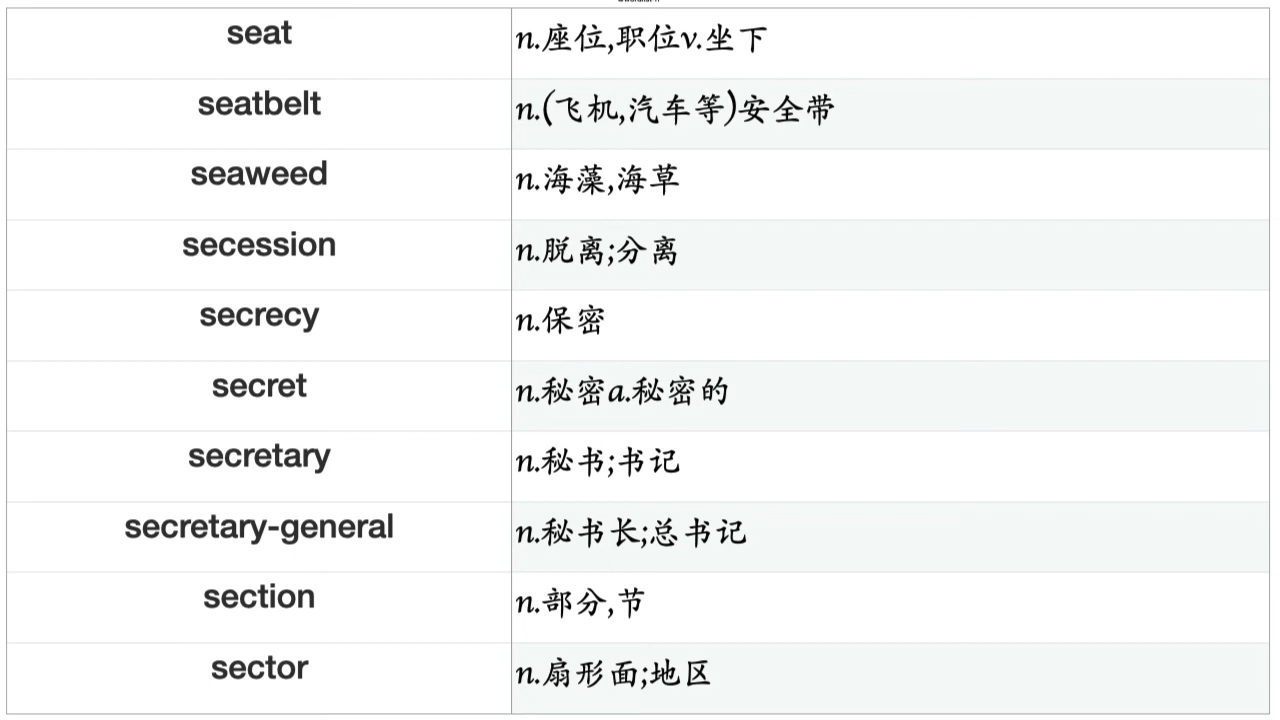 seat n.座位,职位v.坐下
seatbelt n.(飞机,汽车等)安全带
seaweed n.海藻,海草
secession n.脱离;分离
secrecy n.保密
secret n.秘密a.秘密的
secretary n.秘书;书记
secretary-general n.秘书长;总书记
section n.部分,节
sector n.扇形面;地区